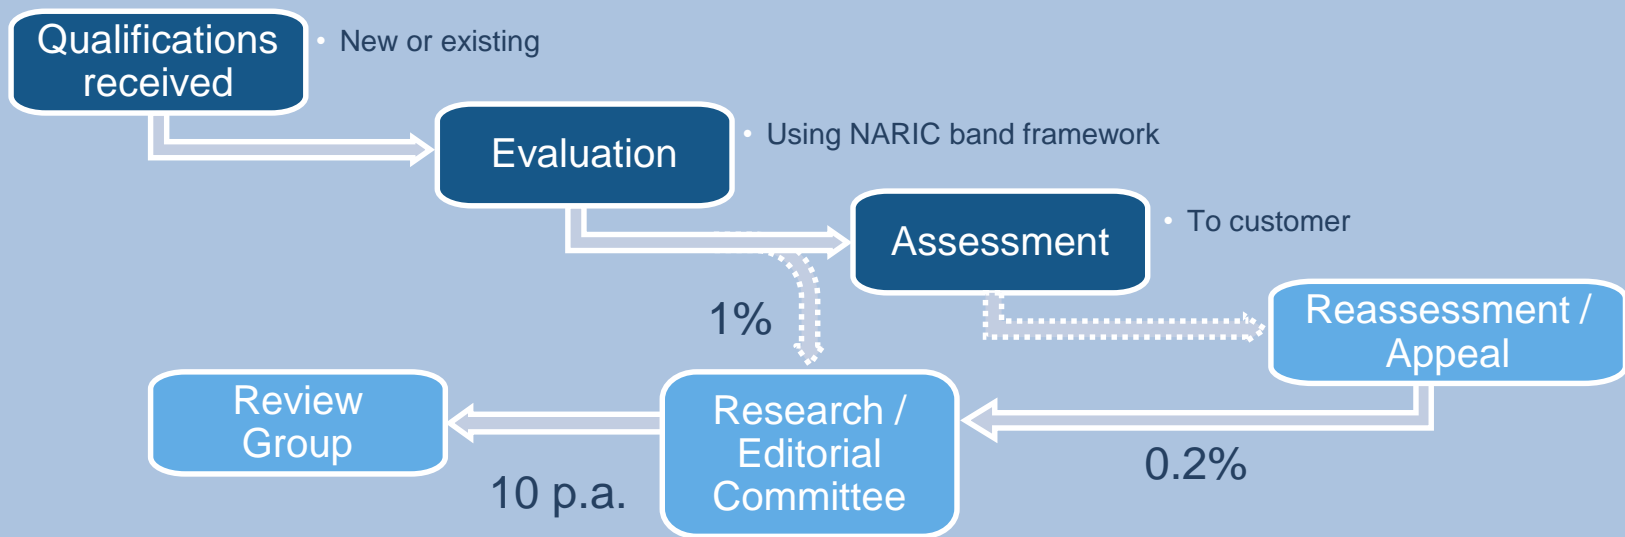 Qualifications
received
• New or existing
Evaluation
• Using NARIC band framework
Assessment
• To customer
1%
Reassessment /
Appeal
Review
Group
Research /
Editorial
Committee
0.2%
10 p.a.